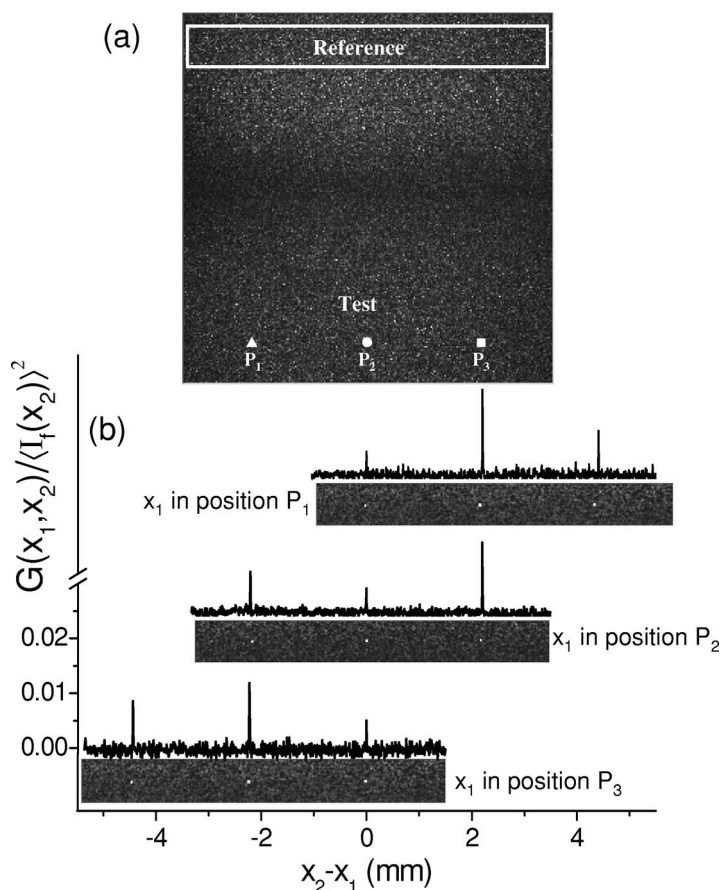 (a)
Reference
Test
P₁ P₂ P₃
(b)
G(x₁,x₂)/⟨I_f(x₂)⟩²
x₁ in position P₁
x₁ in position P₂
0.02
0.01
0.00
x₁ in position P₃
-4 -2 0 2 4
x₂-x₁ (mm)